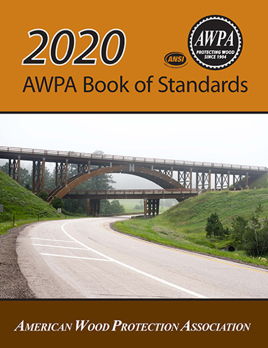 2020
AWPA Book of Standards
ANSI
AWPA
PROTECTING WOOD
SINCE 1904
AMERICAN WOOD PROTECTION ASSOCIATION